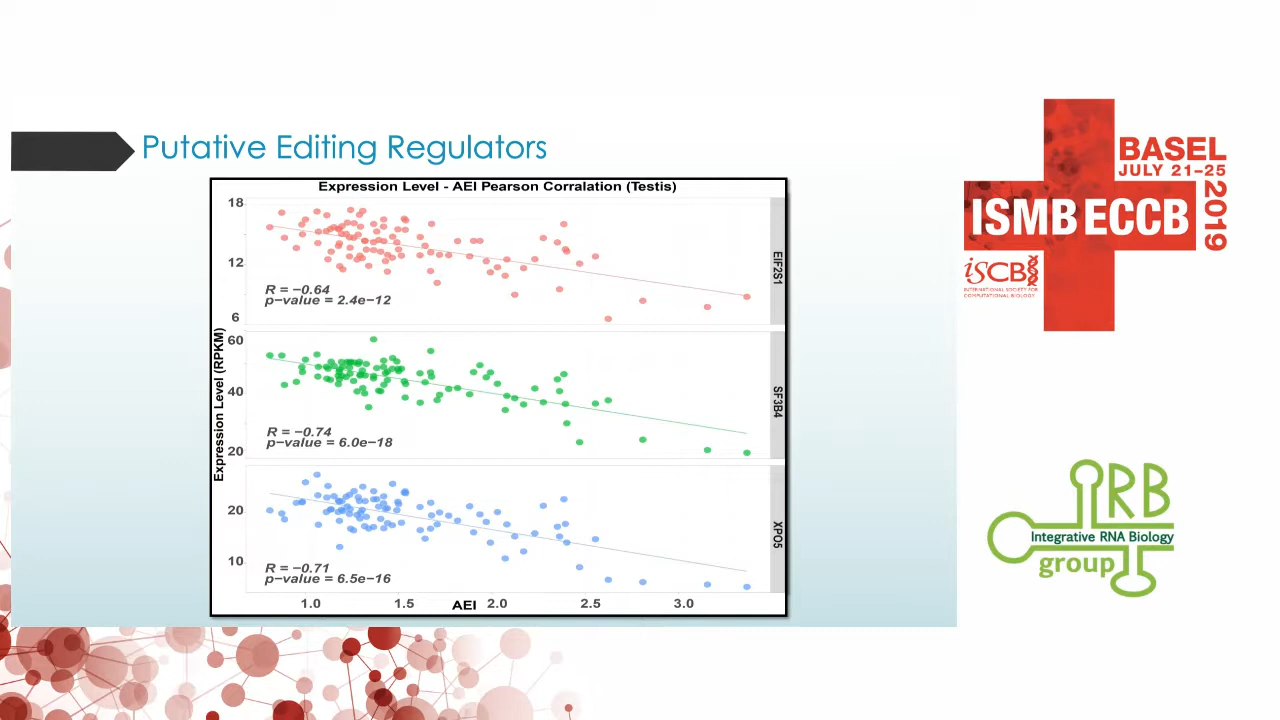 Putative Editing Regulators
Expression Level - AEI Pearson Corralation (Testis)
Expression Level (RPKM)
18
12
6
R = −0.64
p−value = 2.4e−12
EIF2S1
60
40
20
R = −0.74
p−value = 6.0e−18
SF3B4
20
10
R = −0.71
p−value = 6.5e−16
XPO5
1.0
1.5
2.0
2.5
3.0
AEI
BASEL
JULY 21–25
2019
ISMB ECCB
iSCB
INTERNATIONAL SOCIETY FOR
COMPUTATIONAL BIOLOGY
IRB
Integrative RNA Biology
group